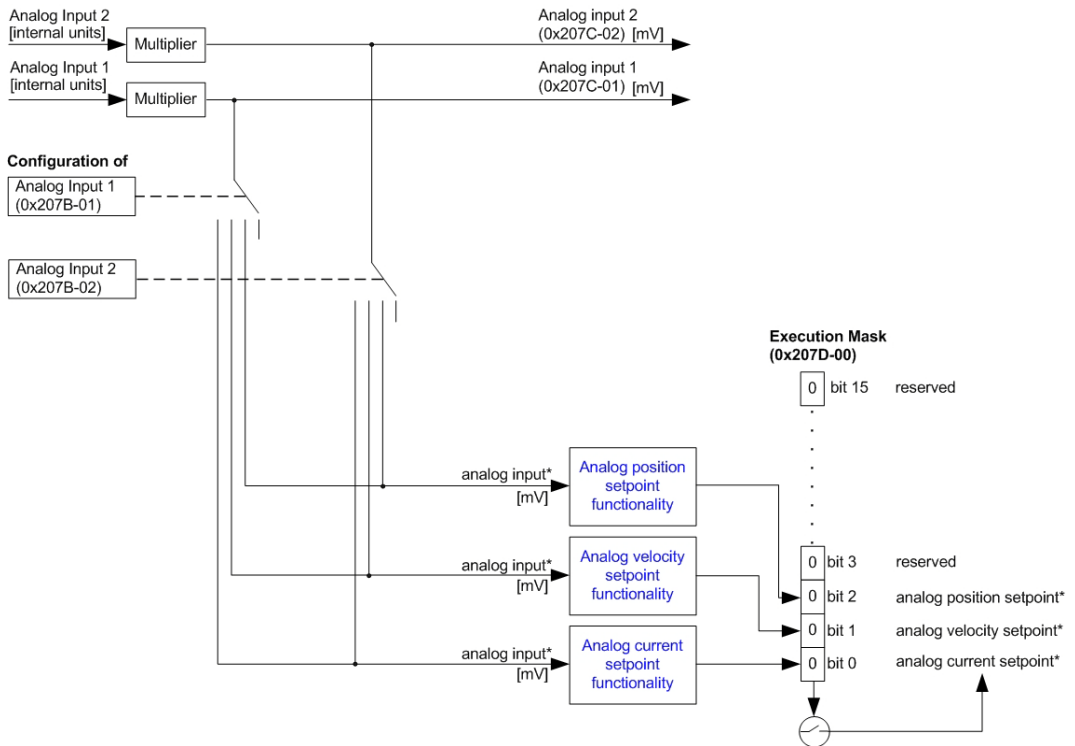 Analog Input 2
[internal units]
Multiplier
Analog input 2
(0x207C-02) [mV]
Analog Input 1
[internal units]
Multiplier
Analog input 1
(0x207C-01) [mV]
Configuration of
Analog Input 1
(0x207B-01)
Analog Input 2
(0x207B-02)
Execution Mask
(0x207D-00)
0 bit 15 reserved
analog input*
[mV]
Analog position
setpoint
functionality
analog input*
[mV]
Analog velocity
setpoint
functionality
analog input*
[mV]
Analog current
setpoint
functionality
0 bit 3 reserved
0 bit 2 analog position setpoint*
0 bit 1 analog velocity setpoint*
0 bit 0 analog current setpoint*